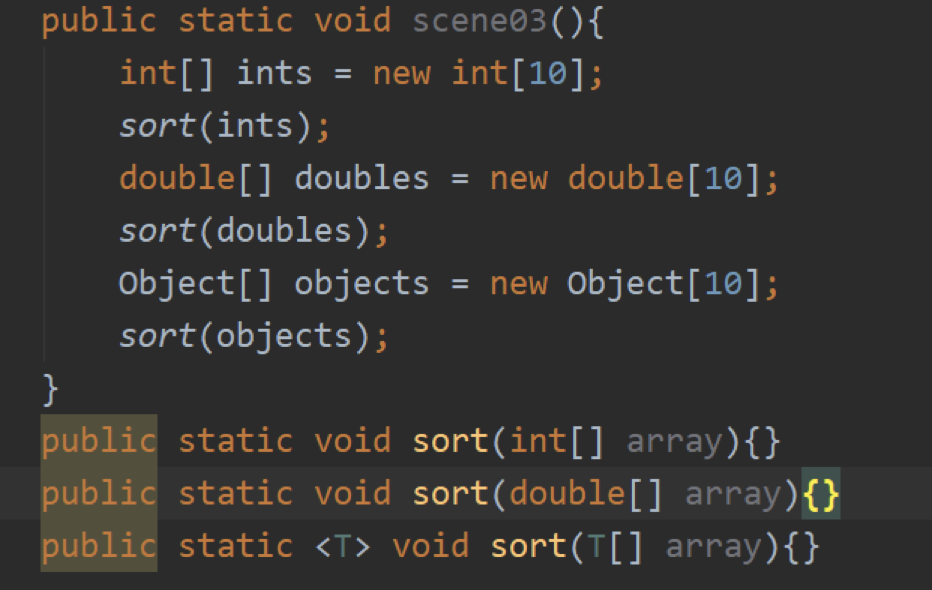 public static void scene03(){
    int[] ints = new int[10];
    sort(ints);
    double[] doubles = new double[10];
    sort(doubles);
    Object[] objects = new Object[10];
    sort(objects);
}
public static void sort(int[] array){}
public static void sort(double[] array){}
public static <T> void sort(T[] array){}